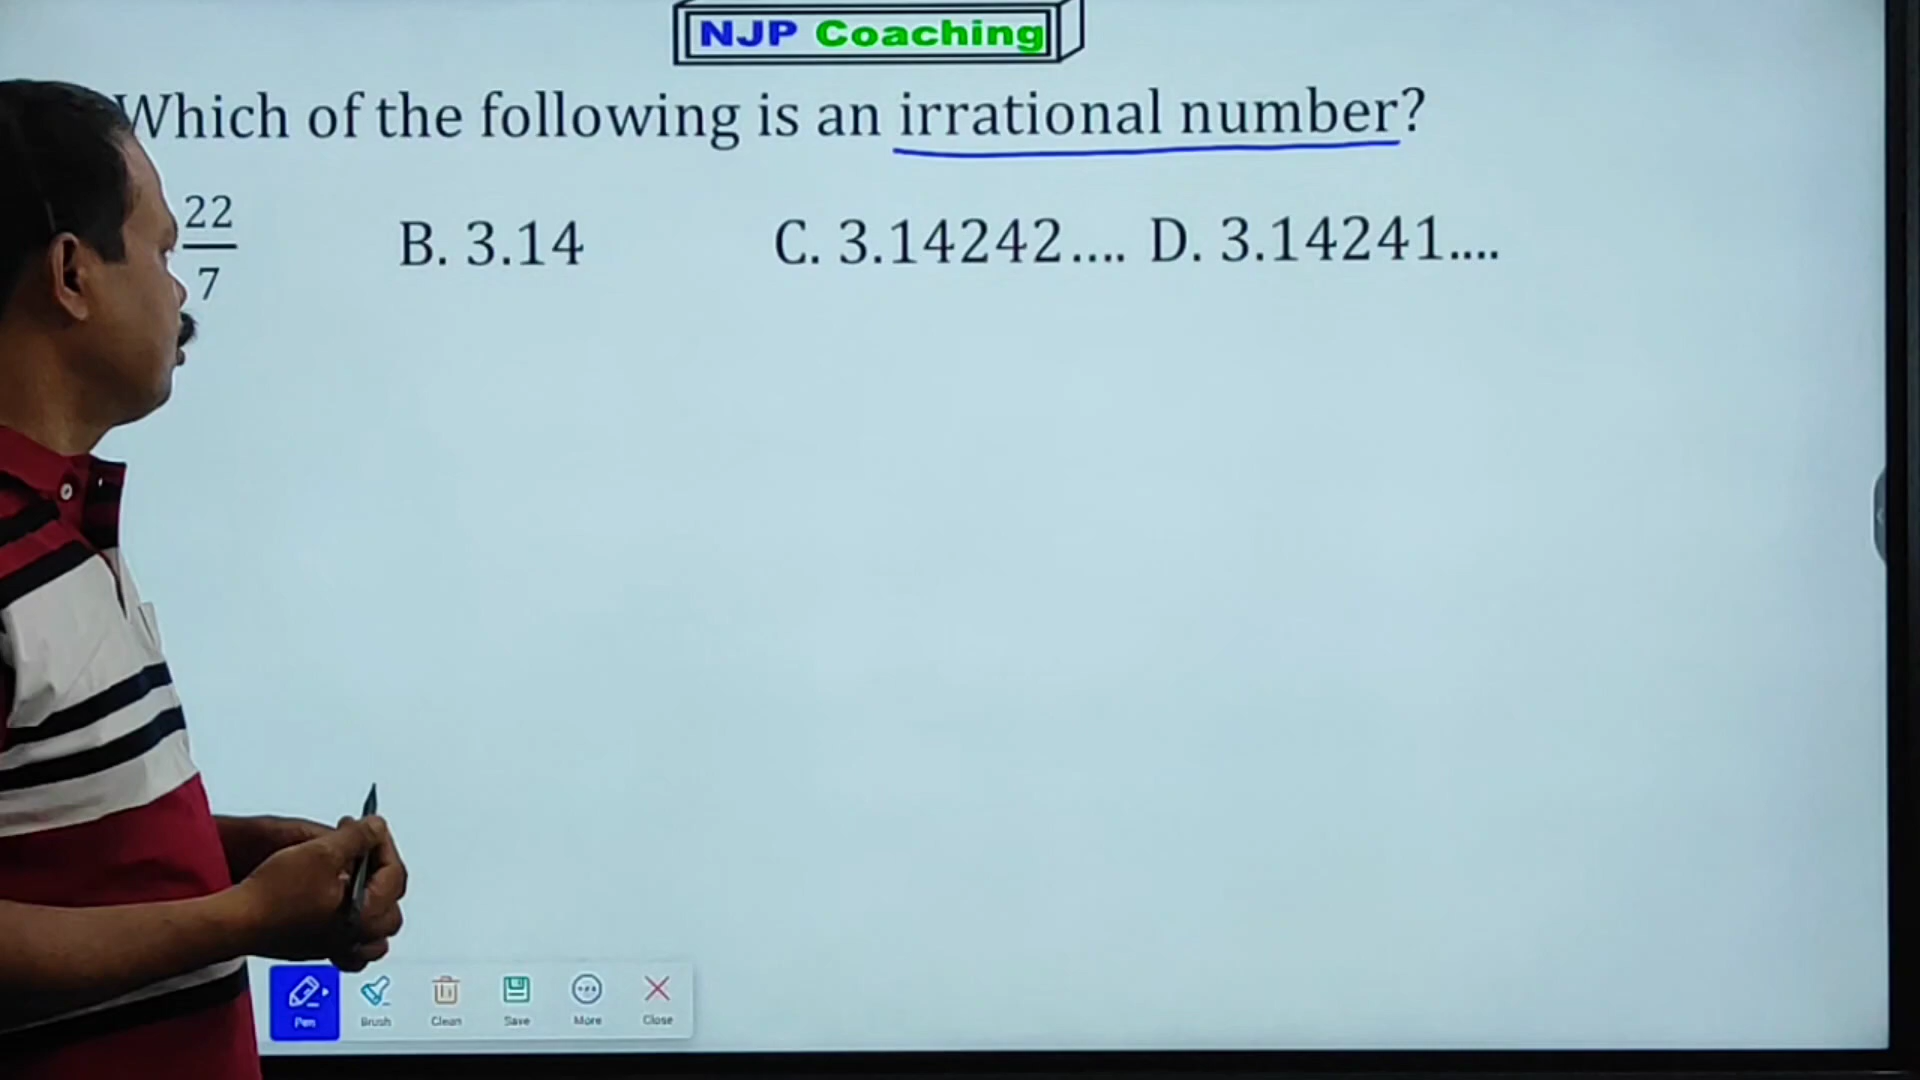 NJP Coaching
Which of the following is an irrational number?
22/7 B. 3.14 C. 3.14242.... D. 3.14241....
Pen Brush Clean Save More Close